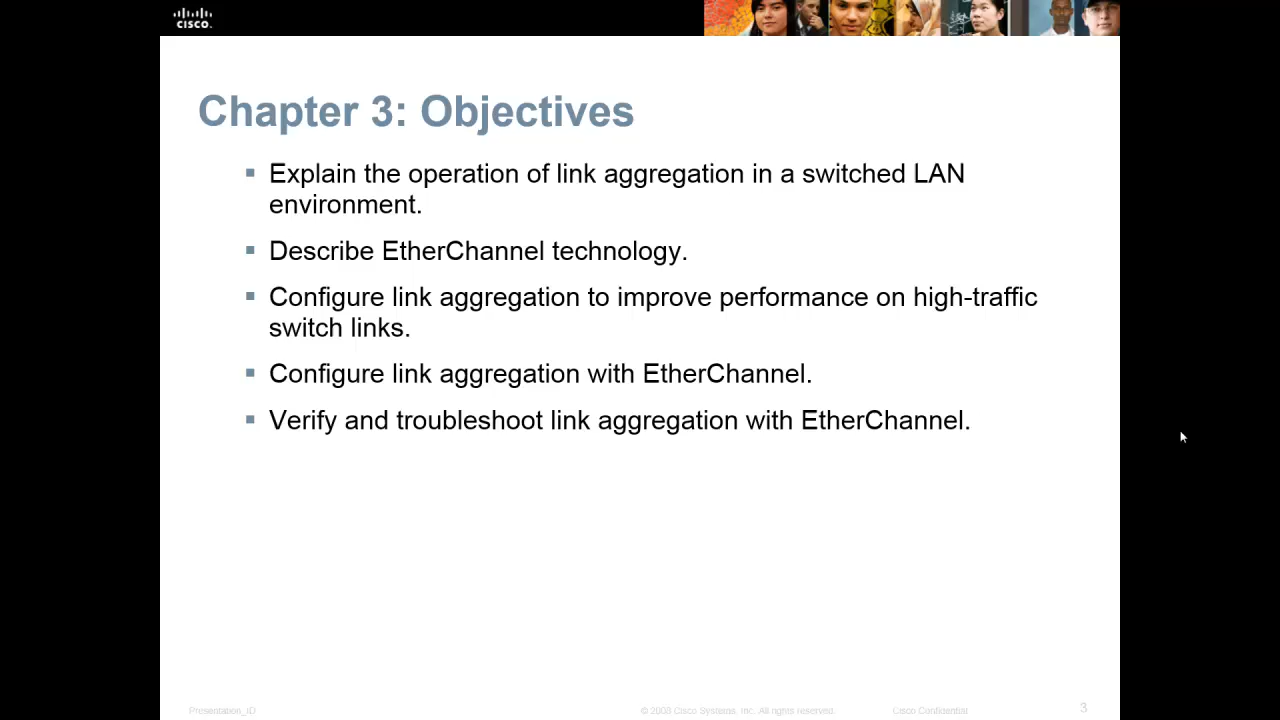 CISCO.
Chapter 3: Objectives
Explain the operation of link aggregation in a switched LAN
environment.
Describe EtherChannel technology.
Configure link aggregation to improve performance on high-traffic
switch links.
Configure link aggregation with EtherChannel.
Verify and troubleshoot link aggregation with EtherChannel.
Presentation_ID © 2008 Cisco Systems, Inc. All rights reserved. Cisco Confidential 3